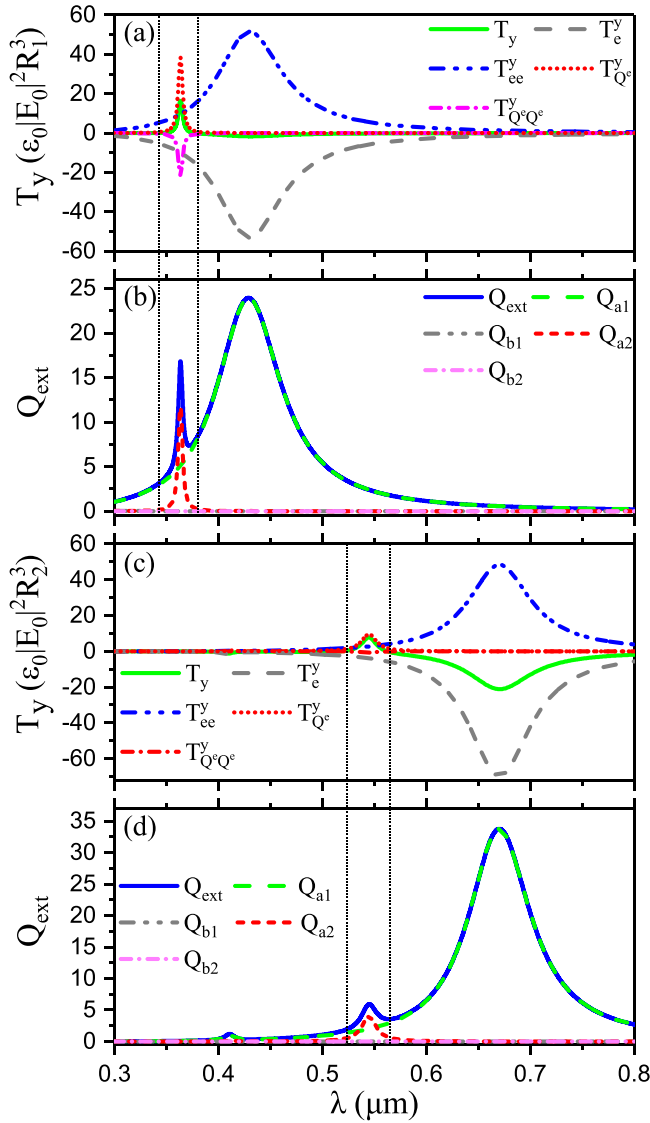 (a)
T_y T_e^y
T_ee^y T_Q^e^y
T_Q^eQ^e^y
T_y (ε_0|E_0|^2R_1^3)
60
40
20
0
-20
-40
-60
(b)
Q_ext Q_a1
Q_b1 Q_a2
Q_b2
Q_ext
25
20
15
10
5
0
(c)
T_y T_e^y
T_ee^y T_Q^e^y
T_Q^eQ^e^y
T_y (ε_0|E_0|^2R_2^3)
60
40
20
0
-20
-40
-60
(d)
Q_ext Q_a1
Q_b1 Q_a2
Q_b2
Q_ext
35
30
25
20
15
10
5
0
0.3 0.4 0.5 0.6 0.7 0.8
λ (μm)